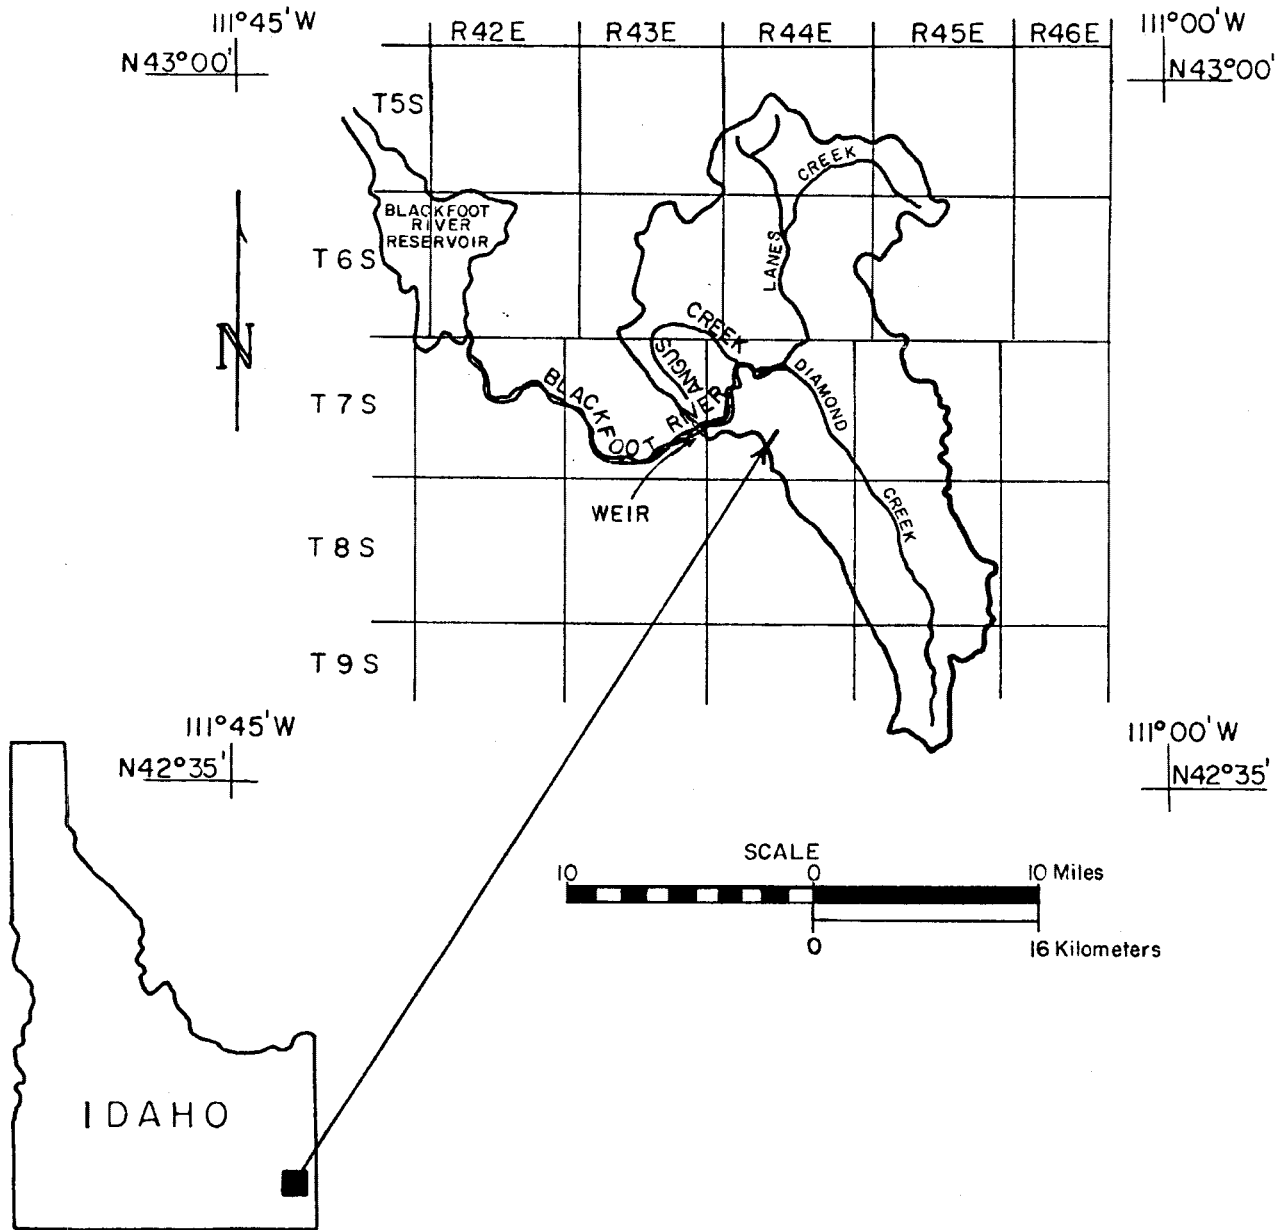 111°45'W
111°00'W
R42E R43E R44E R45E R46E
N43°00'
N43°00'
T5S
CREEK
BLACKFOOT
RIVER
RESERVOIR
LANES
T6S
N
CREEK
ANGUS
DIAMOND
BLACKFOOT RIVER
T7S
CREEK
WEIR
T8S
T9S
111°45'W
111°00'W
N42°35'
N42°35'
SCALE
10 0 10 Miles
0 16 Kilometers
IDAHO